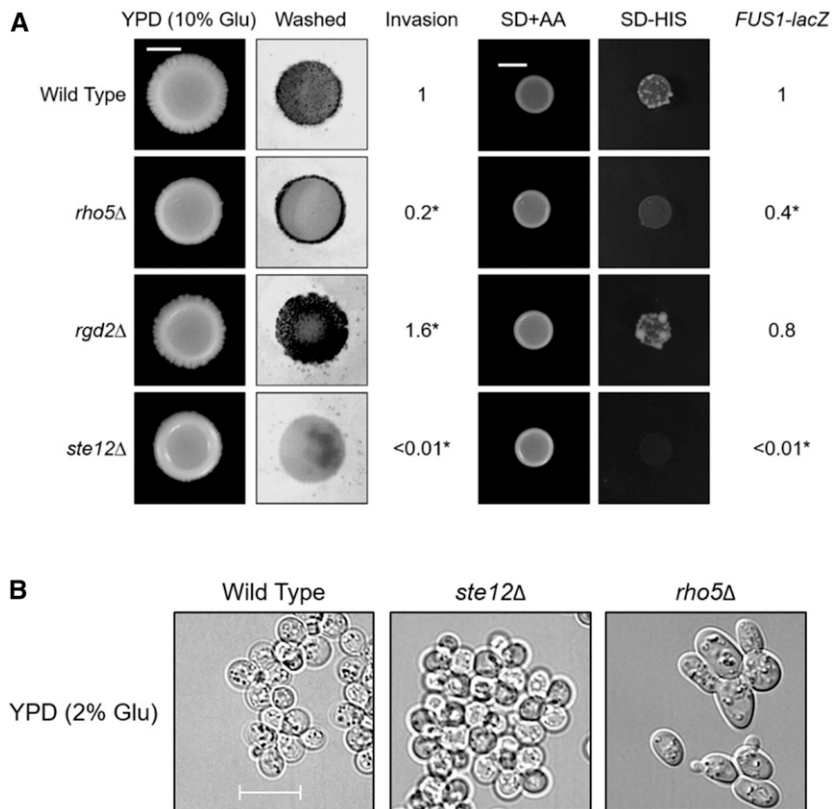 A
YPD (10% Glu) Washed Invasion SD+AA SD-HIS FUS1-lacZ
Wild Type 1 1
rho5Δ 0.2* 0.4*
rgd2Δ 1.6* 0.8
ste12Δ <0.01* <0.01*
B
Wild Type ste12Δ rho5Δ
YPD (2% Glu)